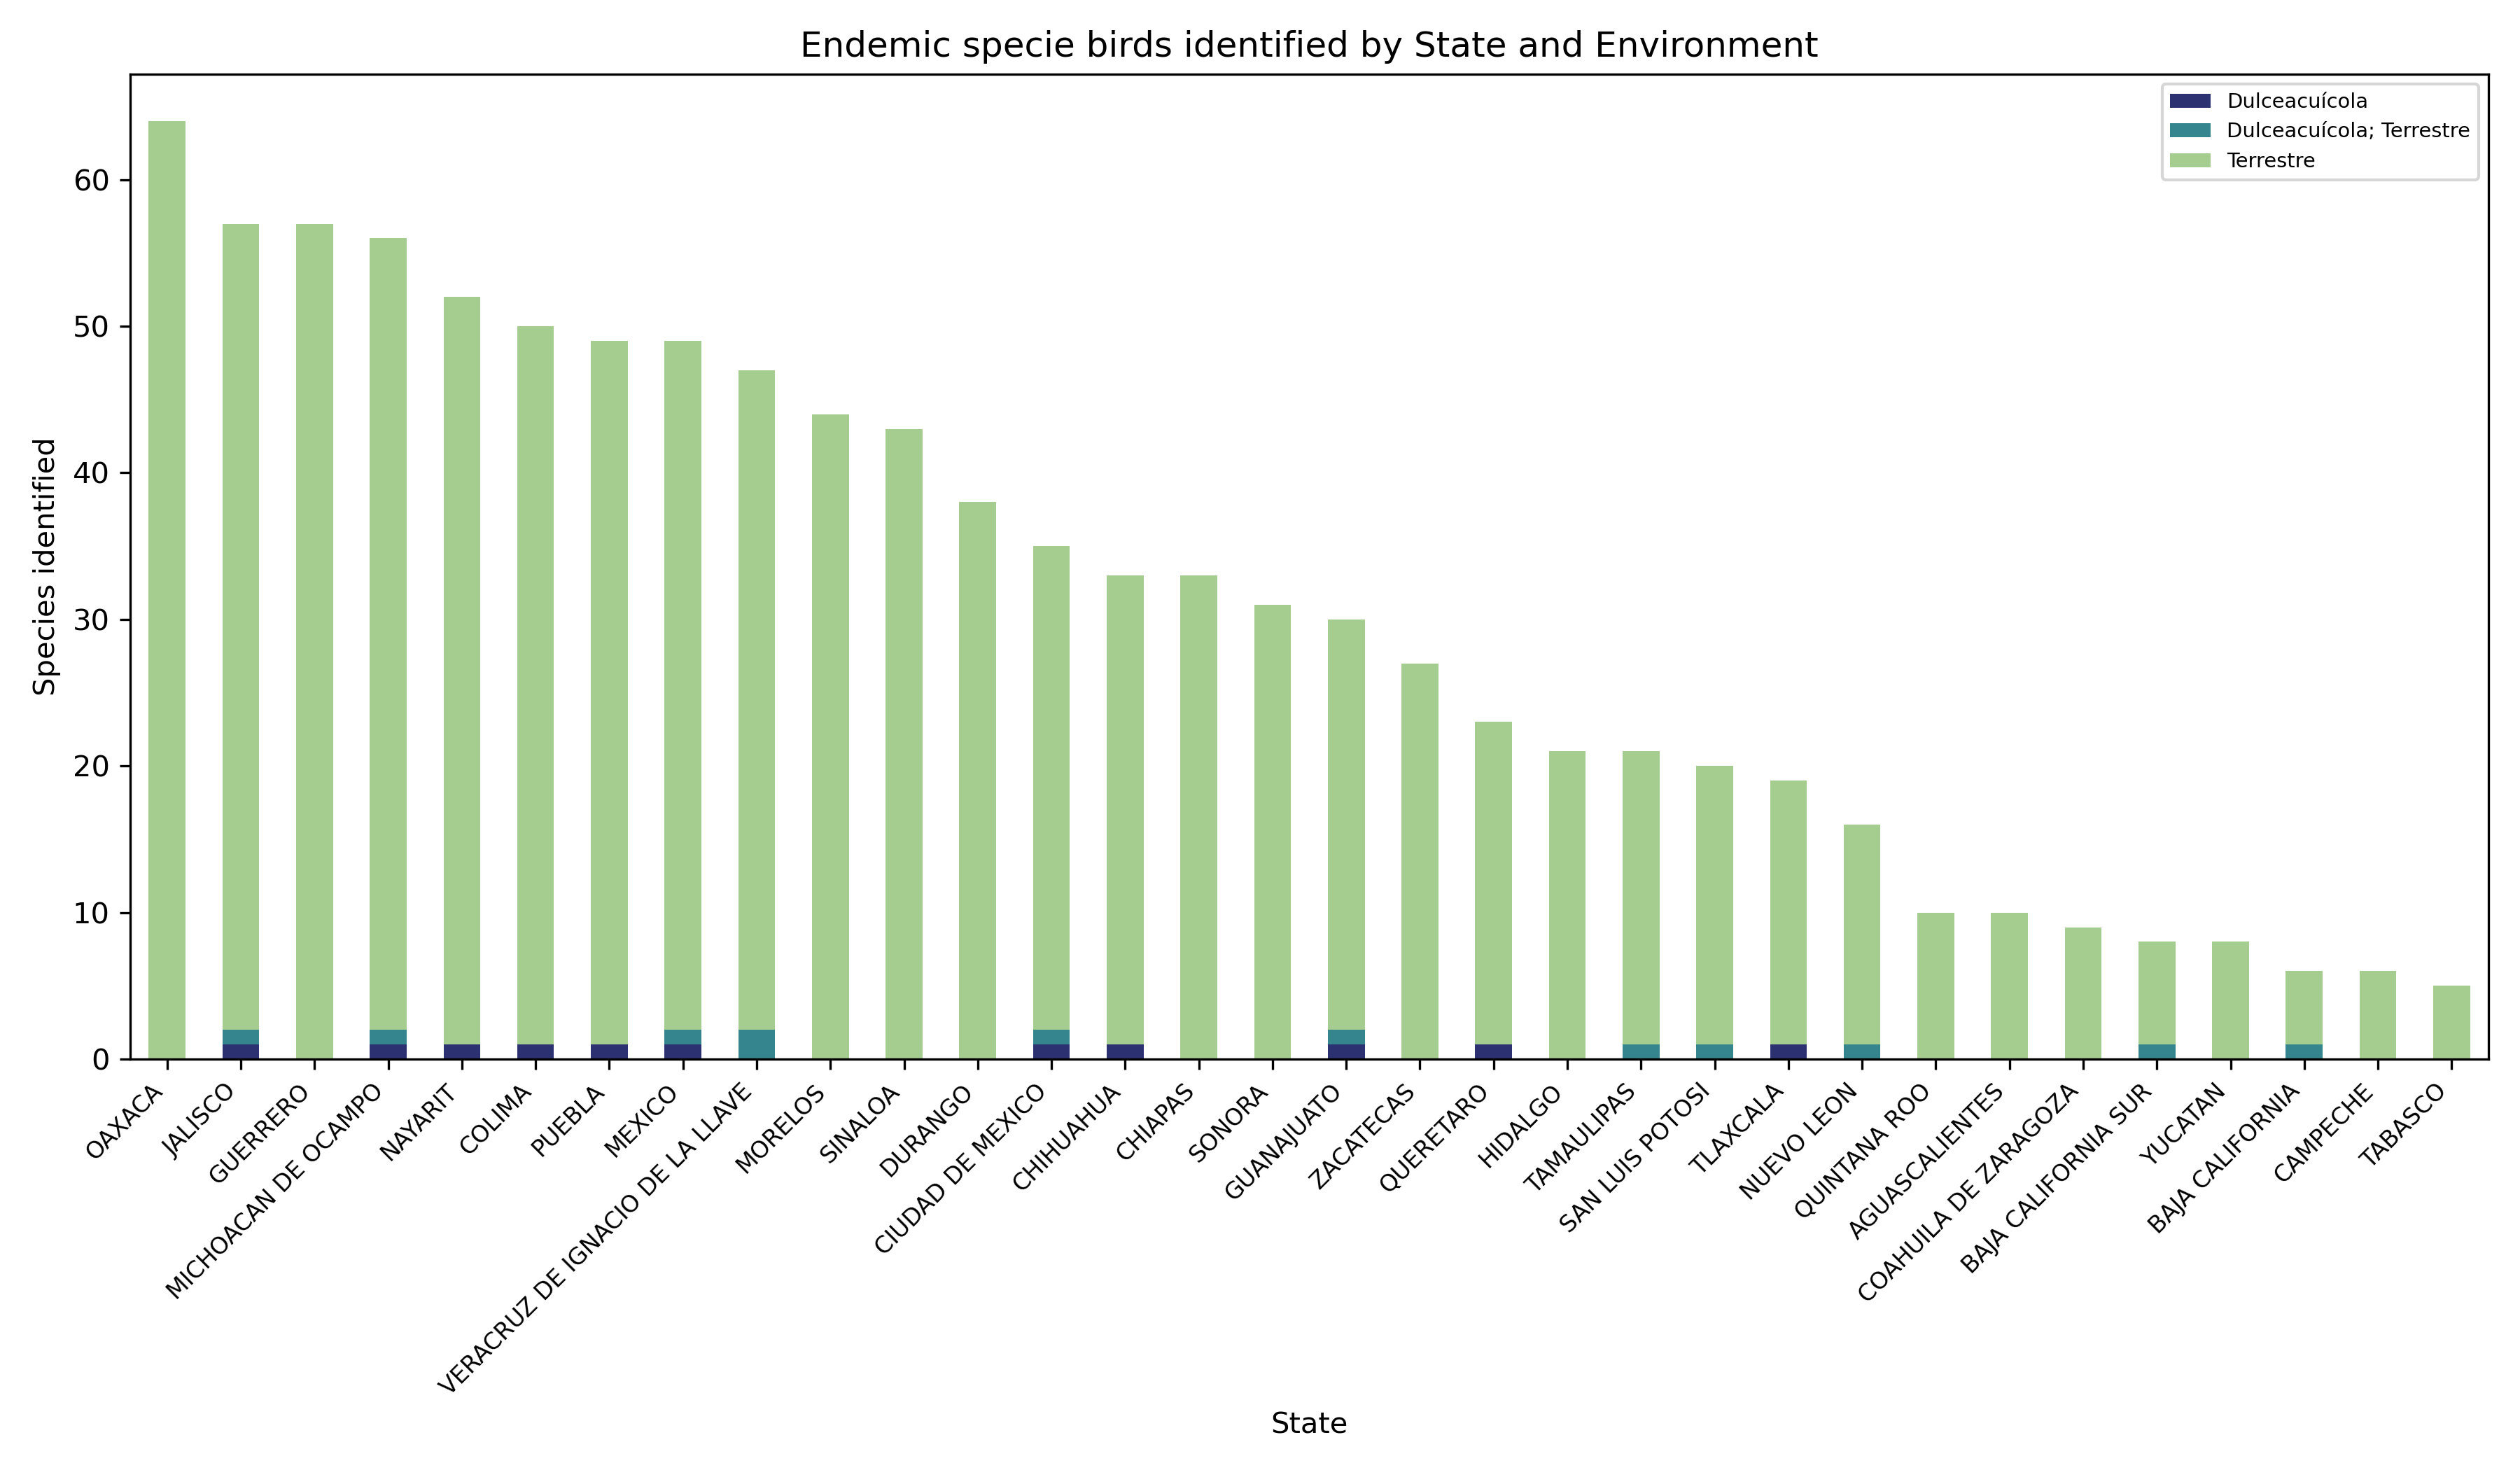 Endemic specie birds identified by State and Environment
Dulceacuícola
Dulceacuícola; Terrestre
Terrestre
Species identified
60
50
40
30
20
10
0
OAXACA
JALISCO
GUERRERO
MICHOACAN DE OCAMPO
NAYARIT
COLIMA
PUEBLA
MEXICO
VERACRUZ DE IGNACIO DE LA LLAVE
MORELOS
SINALOA
DURANGO
CIUDAD DE MEXICO
CHIHUAHUA
CHIAPAS
SONORA
GUANAJUATO
ZACATECAS
QUERETARO
HIDALGO
TAMAULIPAS
SAN LUIS POTOSI
TLAXCALA
NUEVO LEON
QUINTANA ROO
AGUASCALIENTES
COAHUILA DE ZARAGOZA
BAJA CALIFORNIA SUR
YUCATAN
BAJA CALIFORNIA
CAMPECHE
TABASCO
State